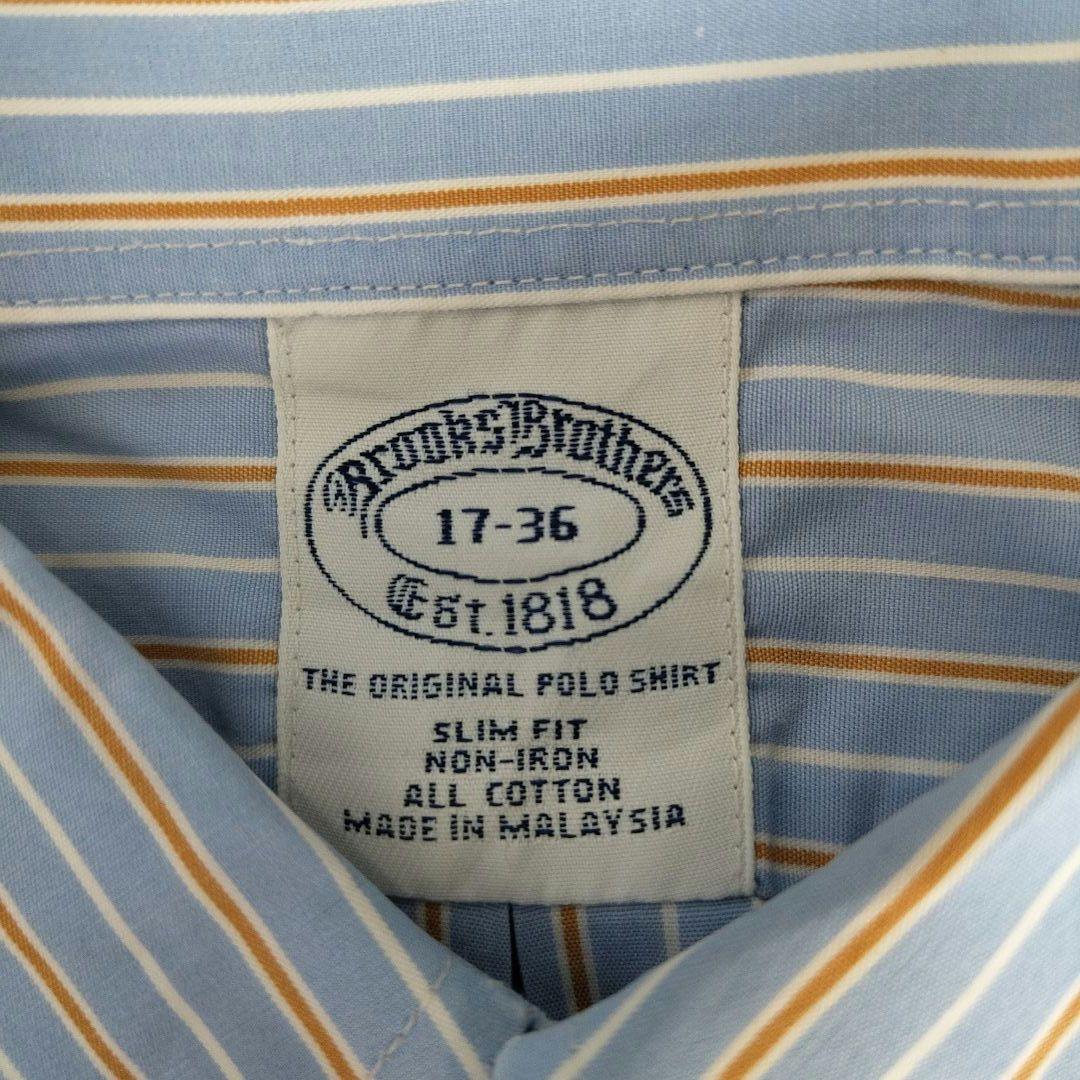 Brooks Brothers
17-36
Est. 1818
THE ORIGINAL POLO SHIRT
SLIM FIT
NON-IRON
ALL COTTON
MADE IN MALAYSIA